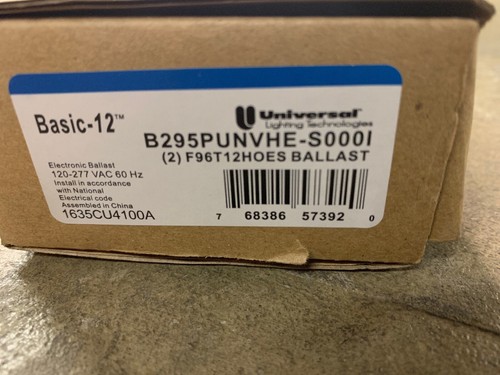 Basic-12™
Universal®
Lighting Technologies
B295PUNVHE-S000I
(2) F96T12HOES BALLAST
Electronic Ballast
120-277 VAC 60 Hz
Install in accordance
with National
Electrical code
Assembled in China
1635CU4100A
7 68386 57392 0